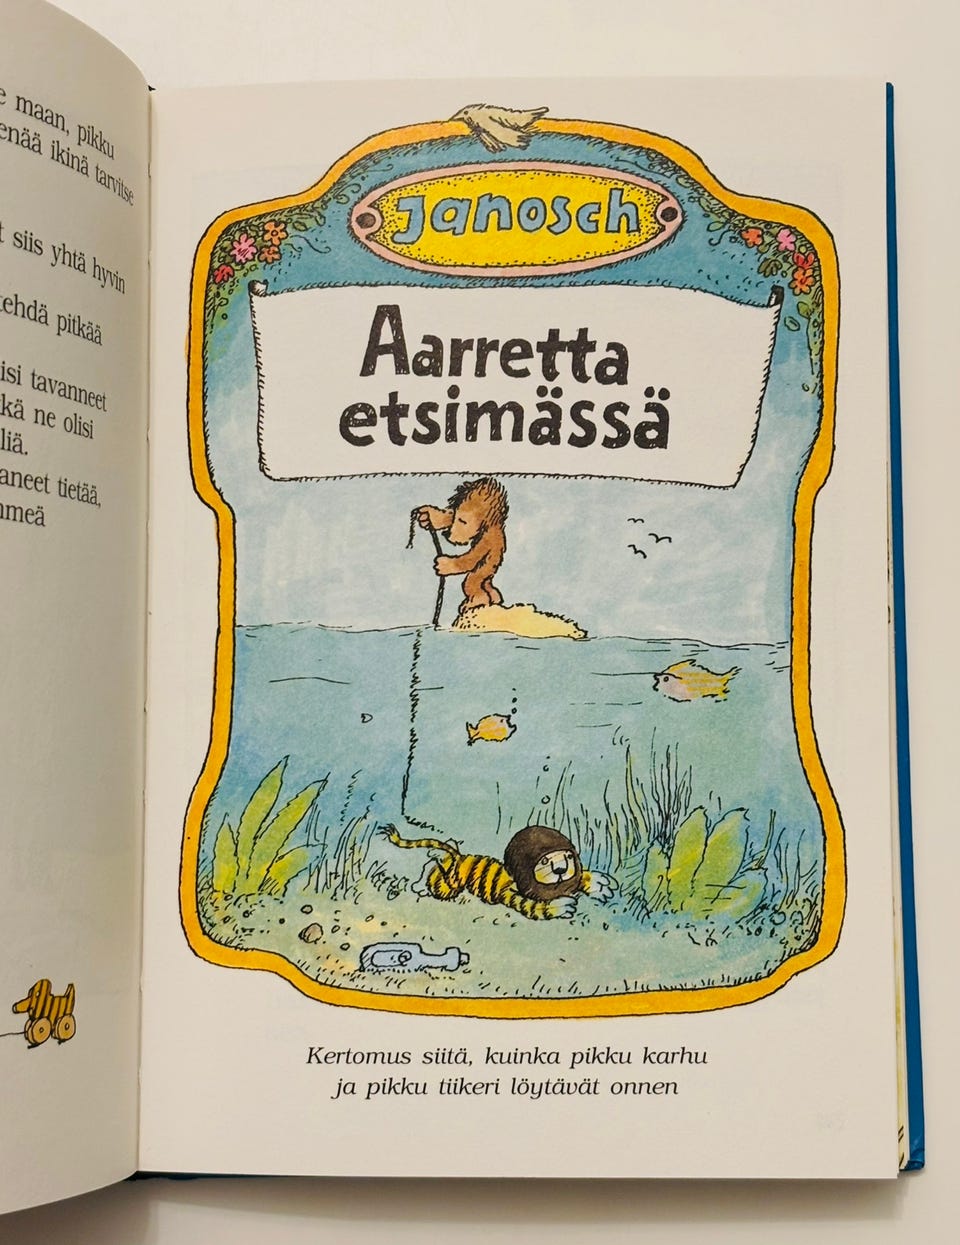 e maan, pikku
enää ikinä tarvitse
t siis yhtä hyvin
tehdä pitkää
isi tavanneet
kä ne olisi
liä.
aneet tietää,
nmeä
Janosch
Aarretta
etsimässä
Kertomus siitä, kuinka pikku karhu
ja pikku tiikeri löytävät onnen